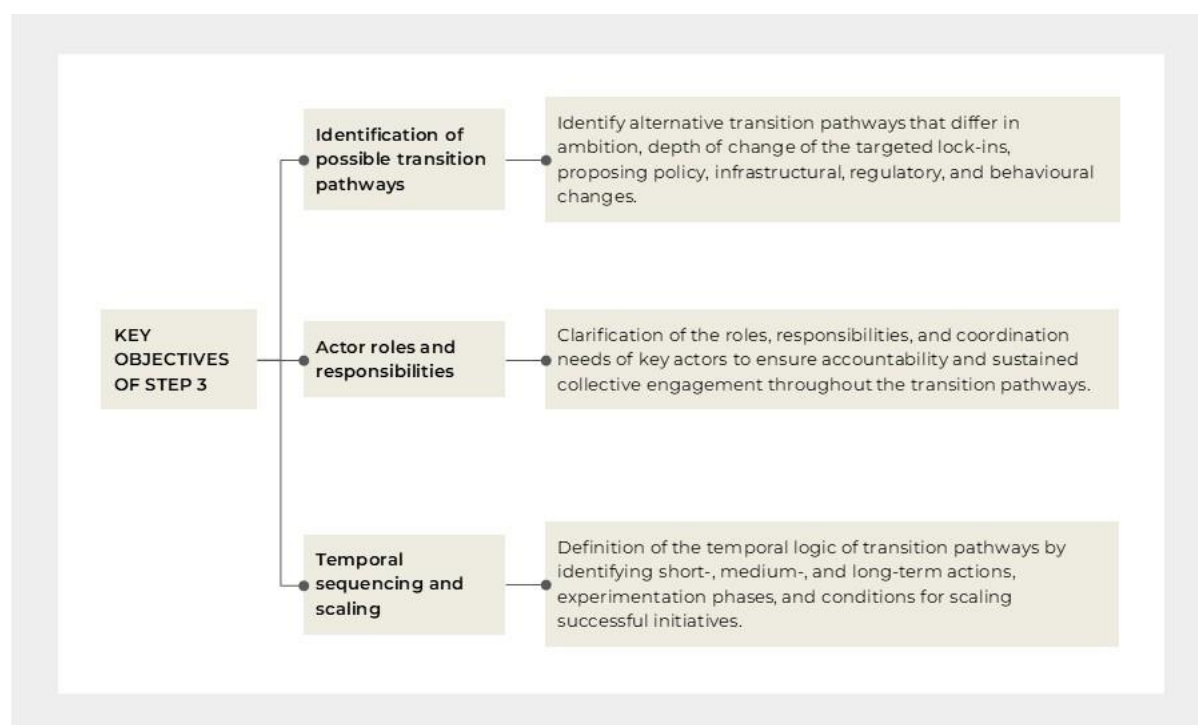 KEY
OBJECTIVES
OF STEP 3
Identification of
possible transition
pathways
Identify alternative transition pathways that differ in
ambition, depth of change of the targeted lock-ins,
proposing policy, infrastructural, regulatory, and behavioural
changes.
Actor roles and
responsibilities
Clarification of the roles, responsibilities, and coordination
needs of key actors to ensure accountability and sustained
collective engagement throughout the transition pathways.
Temporal
sequencing and
scaling
Definition of the temporal logic of transition pathways by
identifying short-, medium-, and long-term actions,
experimentation phases, and conditions for scaling
successful initiatives.